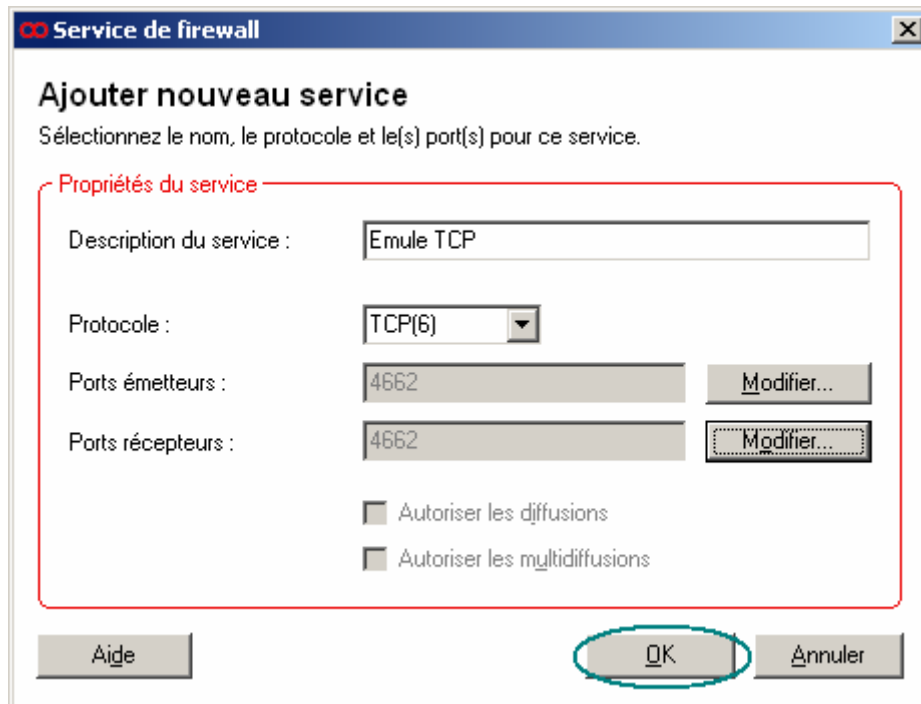 Service de firewall
Ajouter nouveau service
Sélectionnez le nom, le protocole et le(s) port(s) pour ce service.
Propriétés du service
Description du service : Emule TCP
Protocole : TCP(6)
Ports émetteurs : 4662 Modifier...
Ports récepteurs : 4662 Modifier...
Autoriser les diffusions
Autoriser les multidiffusions
Aide OK Annuler